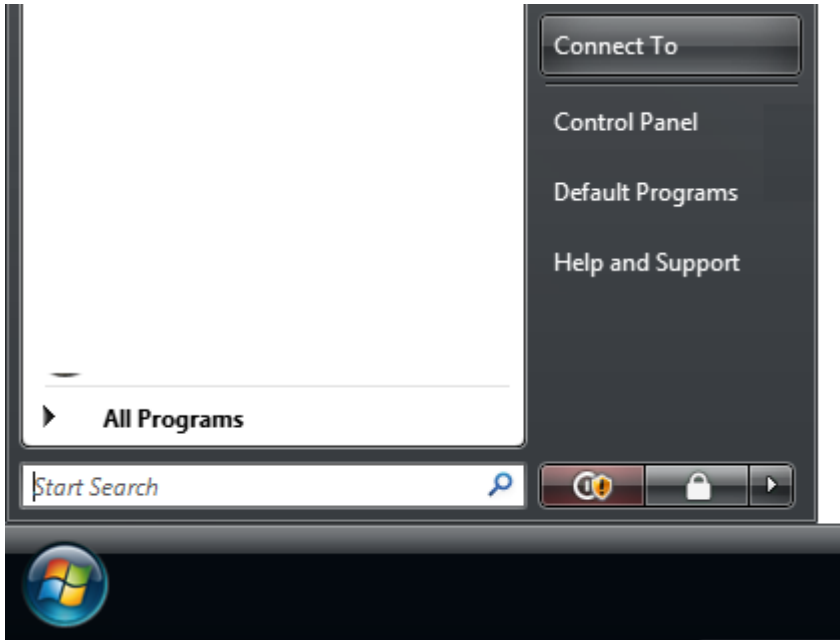 Connect To
Control Panel
Default Programs
Help and Support
All Programs
Start Search